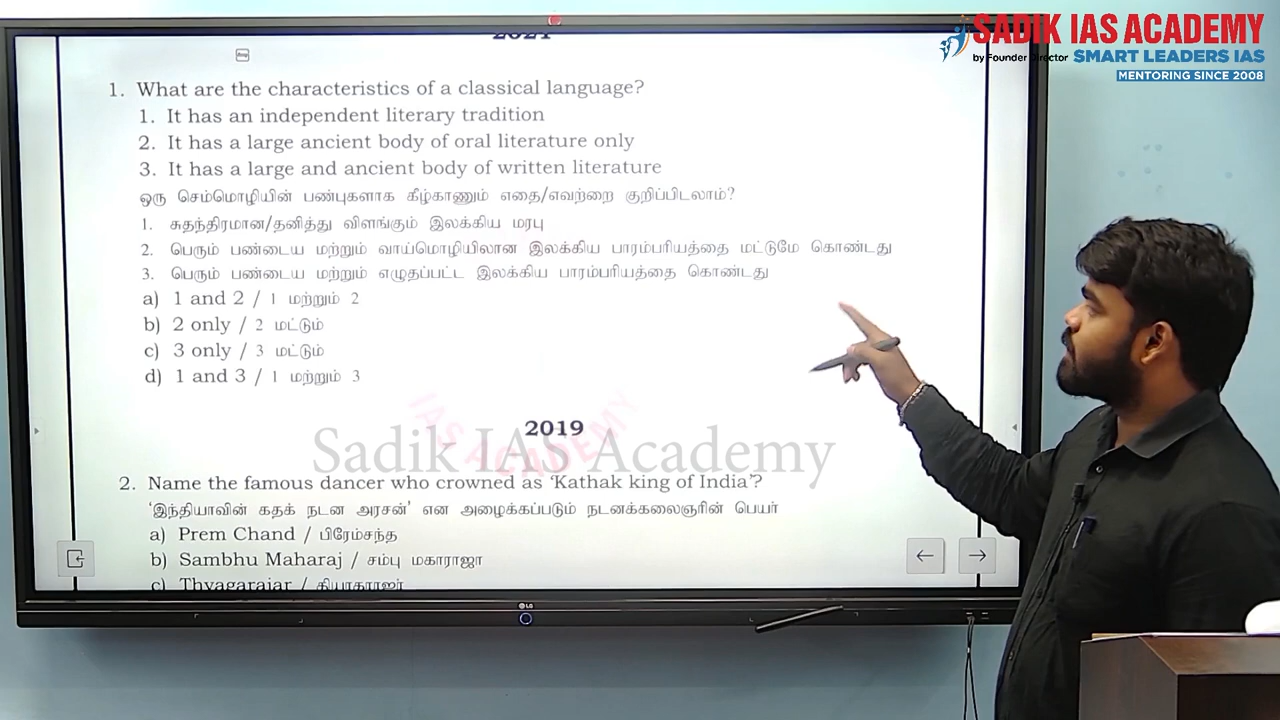 SADIK IAS ACADEMY
by Founder Director SMART LEADERS IAS
MENTORING SINCE 2008
2021
1. What are the characteristics of a classical language?
1. It has an independent literary tradition
2. It has a large ancient body of oral literature only
3. It has a large and ancient body of written literature
ஒரு செம்மொழியின் பண்புகளாக கீழ்காணும் எதை/எவற்றை குறிப்பிடலாம்?
1. சுதந்திரமான/தனித்து விளங்கும் இலக்கிய மரபு
2. பெரும் பண்டைய மற்றும் வாய்மொழியிலான இலக்கிய பாரம்பரியத்தை மட்டுமே கொண்டது
3. பெரும் பண்டைய மற்றும் எழுதப்பட்ட இலக்கிய பாரம்பரியத்தை கொண்டது
a) 1 and 2 / 1 மற்றும் 2
b) 2 only / 2 மட்டும்
c) 3 only / 3 மட்டும்
d) 1 and 3 / 1 மற்றும் 3
IAS ACADEMY
2019
Sadik IAS Academy
2. Name the famous dancer who crowned as ‘Kathak king of India’?
‘இந்தியாவின் கதக் நடன அரசன்’ என அழைக்கப்படும் நடனக்கலைஞரின் பெயர்
a) Prem Chand / பிரேம்சந்த
b) Sambhu Maharaj / சம்பு மகாராஜா
c) Thyagarajar / தியாகராஜர்
LG